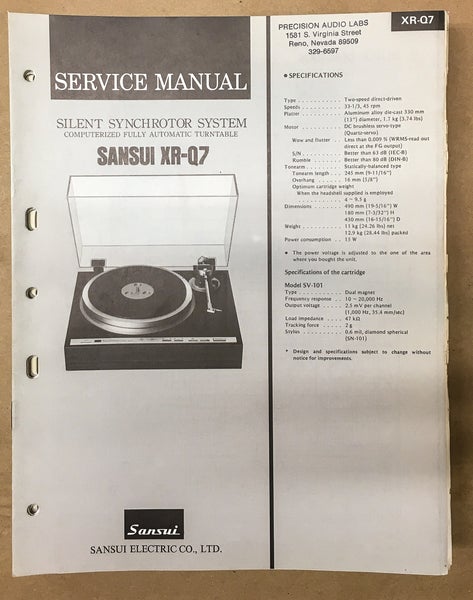 PRECISION AUDIO LABS
1581 S. Virginia Street
Reno, Nevada 89509
329-6597
XR-Q7
SERVICE MANUAL
SILENT SYNCHROTOR SYSTEM
COMPUTERIZED FULLY AUTOMATIC TURNTABLE
SANSUI XR-Q7
Sansui
SANSUI ELECTRIC CO., LTD.
• SPECIFICATIONS
Type . . . . . . . . . . . Two-speed direct-driven
Speeds . . . . . . . . . . 33-1/3, 45 rpm
Platter . . . . . . . . . . Aluminum alloy die-cast 330 mm
(13") diameter, 1.7 kg (3.74 lbs)
Motor . . . . . . . . . . DC brushless servo-type
(Quartz-servo)
Wow and flutter . . . . Less than 0.009 % (WRMS-read out
direct at the FG output)
S/N . . . . . . . . . . Better than 63 dB (IEC-B)
Rumble . . . . . . . . Better than 80 dB (DIN-B)
Tonearm . . . . . . . . . Statically-balanced type
Tonearm length . . . . 245 mm (9-11/16")
Overhang . . . . . . . 16 mm (5/8")
Optimum cartridge weight
When the headshell supplied is employed
. . . . . . . . . . 4 ~ 9.5 g
Dimensions . . . . . . . 490 mm (19-5/16") W
180 mm (7-3/32") H
430 mm (16-15/16") D
Weight . . . . . . . . . . 11 kg (24.26 lbs) net
12.9 kg (28.44 lbs) packed
Power consumption . . . 13 W
• The power voltage is adjusted to the one of the area
where you bought the unit.
Specifications of the cartridge
Model SV-101
Type . . . . . . . . . . . Dual magnet
Frequency response . . . 10 ~ 20,000 Hz
Output voltage . . . . . 2.5 mV per channel
(1,000 Hz, 35.4 mm/sec)
Load impedance . . . . . 47 kΩ
Tracking force . . . . . . 2 g
Stylus . . . . . . . . . . 0.6 mil, diamond spherical
(SN-101)
* Design and specifications subject to change without
notice for improvements.